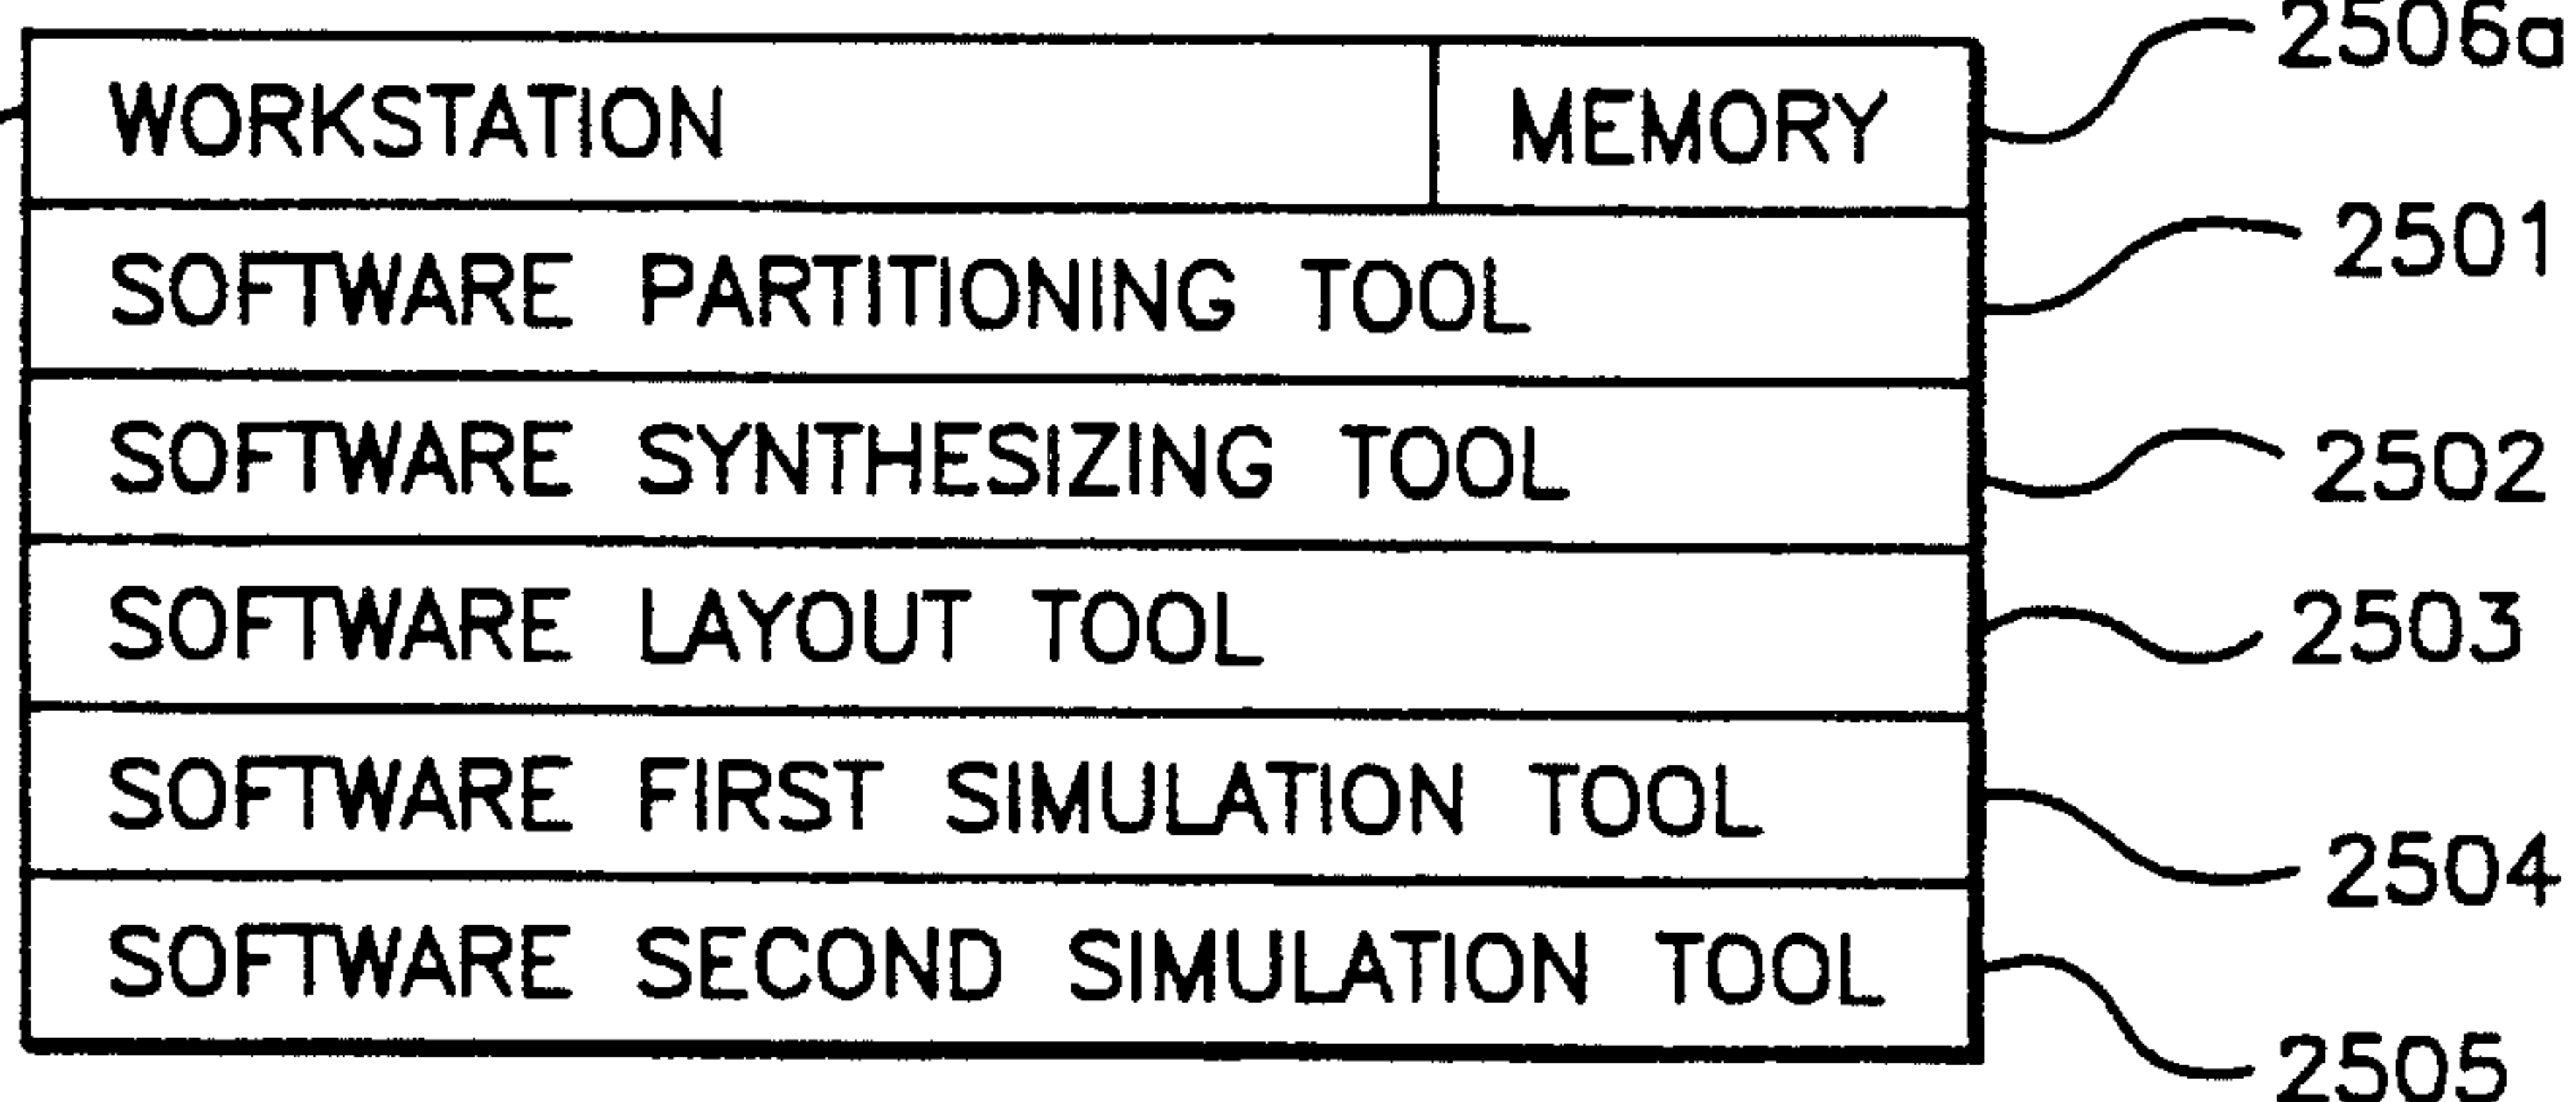 WORKSTATION MEMORY 2506a
SOFTWARE PARTITIONING TOOL 2501
SOFTWARE SYNTHESIZING TOOL 2502
SOFTWARE LAYOUT TOOL 2503
SOFTWARE FIRST SIMULATION TOOL 2504
SOFTWARE SECOND SIMULATION TOOL 2505